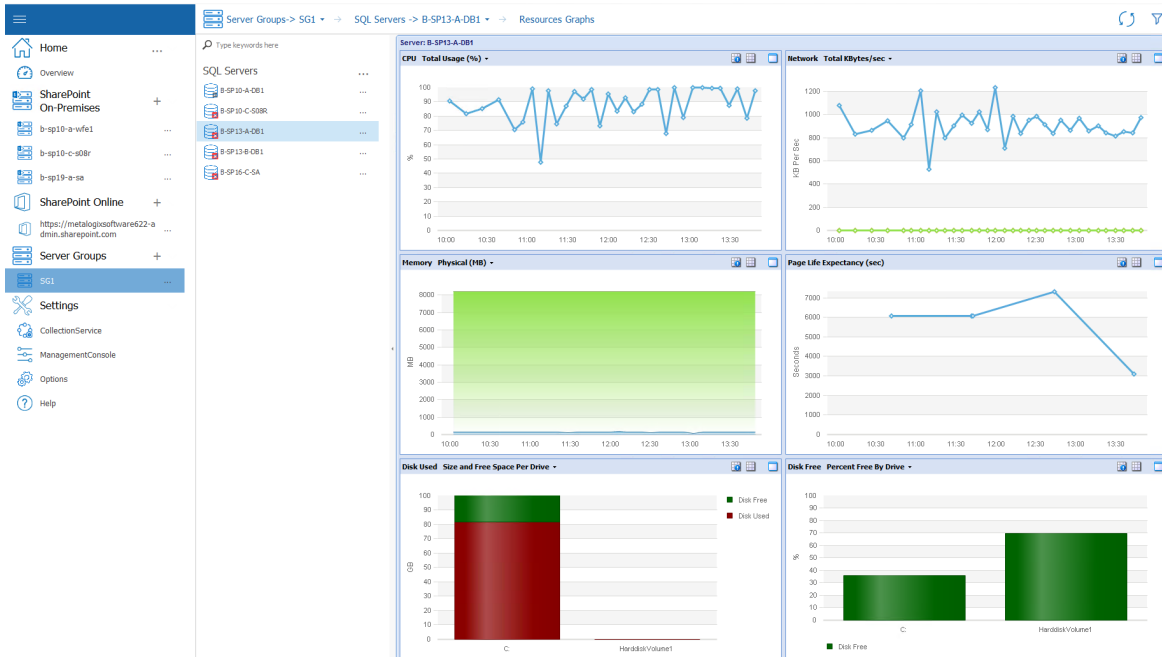 Server Groups-> SG1
SQL Servers -> B-SP13-A-DB1
Resources Graphs
Home
...
Overview
SharePoint
On-Premises
+
b-sp10-a-wfe1
...
b-sp10-c-s08r
...
b-sp19-a-sa
...
SharePoint Online
+
https://metalogixsoftware622-a
dmin.sharepoint.com
...
Server Groups
+
SG1
...
Settings
CollectionService
ManagementConsole
Options
? Help
Type keywords here
SQL Servers
...
B-SP10-A-DB1
...
B-SP10-C-S08R
...
B-SP13-A-DB1
...
B-SP13-B-DB1
...
B-SP16-C-SA
...
Server: B-SP13-A-DB1
CPU Total Usage (%)
100
90
80
70
60
50
40
30
20
10
0
%
10:00 10:30 11:00 11:30 12:00 12:30 13:00 13:30
Network Total KBytes/sec
1200
1000
800
600
400
200
0
KB Per Sec
10:00 10:30 11:00 11:30 12:00 12:30 13:00 13:30
Memory Physical (MB)
8000
7000
6000
5000
4000
3000
2000
1000
0
MB
10:00 10:30 11:00 11:30 12:00 12:30 13:00 13:30
Page Life Expectancy (sec)
7000
6000
5000
4000
3000
2000
1000
0
Seconds
10:00 10:30 11:00 11:30 12:00 12:30 13:00 13:30
Disk Used Size and Free Space Per Drive
100
90
80
70
60
50
40
30
20
10
0
GB
C:
HarddiskVolume1
Disk Free
Disk Used
Disk Free Percent Free By Drive
100
90
80
70
60
50
40
30
20
10
0
%
C:
HarddiskVolume1
Disk Free